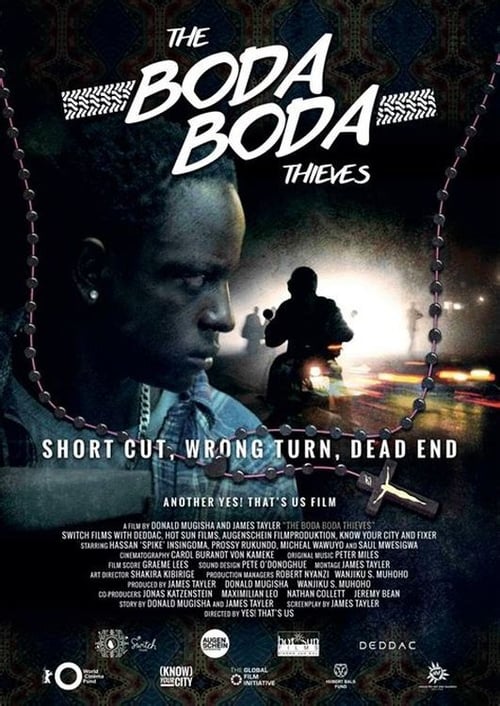 THE
BODA
BODA
THIEVES
SHORT CUT, WRONG TURN, DEAD END
ANOTHER YES! THAT'S US FILM
A FILM BY DONALD MUGISHA AND JAMES TAYLER "THE BODA BODA THIEVES"
SWITCH FILMS WITH DEDDAC, HOT SUN FILMS, AUGENSCHEIN FILMPRODUKTION, KNOW YOUR CITY AND FIXER
STARRING HASSAN 'SPIKE' INSINGOMA, PROSSY RUKUNDO, MICHEAL WAWUYO AND SAUL MWESIGWA
CINEMATOGRAPHY CAROL BURANDT VON KAMEKE ORIGINAL MUSIC PETER MILES
FILM SCORE GRAEME LEES SOUND DESIGN PETE O'DONOGHUE MONTAGE JAMES TAYLER
ART DIRECTOR SHAKIRA KIBIRIGE PRODUCTION MANAGERS ROBERT NYANZI WANJIKU S. MUHOHO
PRODUCED BY JAMES TAYLER DONALD MUGISHA WANJIKU S. MUHOHO
CO-PRODUCERS JONAS KATZENSTEIN MAXIMILIAN LEO NATHAN COLLETT JEREMY BEAN
STORY BY DONALD MUGISHA AND JAMES TAYLER SCREENPLAY BY JAMES TAYLER
DIRECTED BY YES! THAT'S US
Switch
AUGEN SCHEIN
hot sun FILMS
DEDDAC
World Cinema Fund
(KNOW) YOUR CITY
THE GLOBAL FILM INITIATIVE
HUBERT BALS FUND